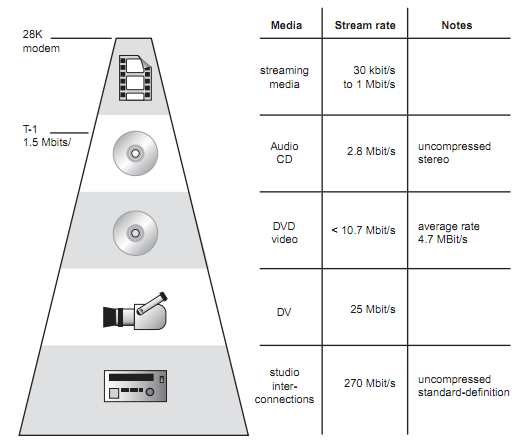 28K
modem
T-1
1.5 Mbits/
Media Stream rate Notes
streaming
media
30 kbit/s
to 1 Mbit/s
Audio
CD
2.8 Mbit/s
uncompressed
stereo
DVD
video
< 10.7 Mbit/s
average rate
4.7 MBit/s
DV
25 Mbit/s
studio
inter-
connections
270 Mbit/s
uncompressed
standard-definition